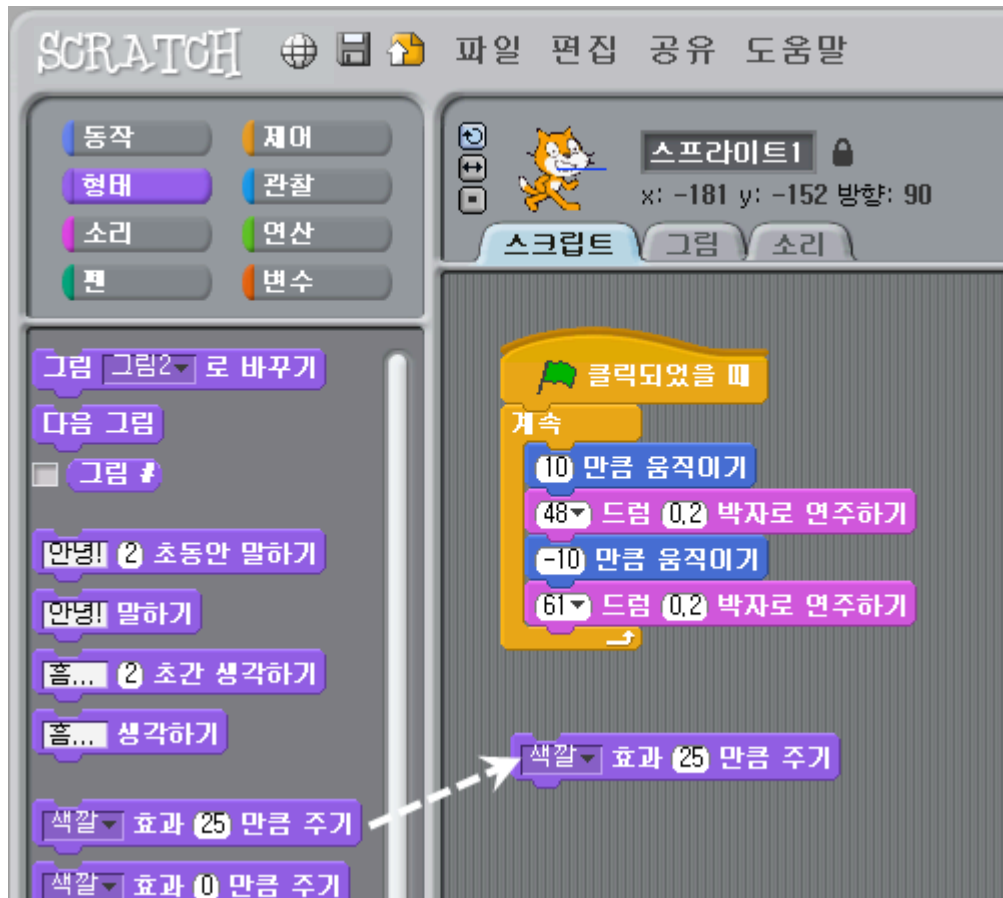 SCRATCH 파일 편집 공유 도움말
동작 제어
형태 관찰
소리 연산
펜 변수
스프라이트1
x: -181 y: -152 방향: 90
스크립트 그림 소리
그림 그림2 로 바꾸기
다음 그림
그림 #
안녕! 2 초동안 말하기
안녕! 말하기
흠... 2 초간 생각하기
흠... 생각하기
색깔 효과 25 만큼 주기
색깔 효과 0 만큼 주기
클릭되었을 때
계속
10 만큼 움직이기
48 드럼 0.2 박자로 연주하기
-10 만큼 움직이기
61 드럼 0.2 박자로 연주하기
색깔 효과 25 만큼 주기